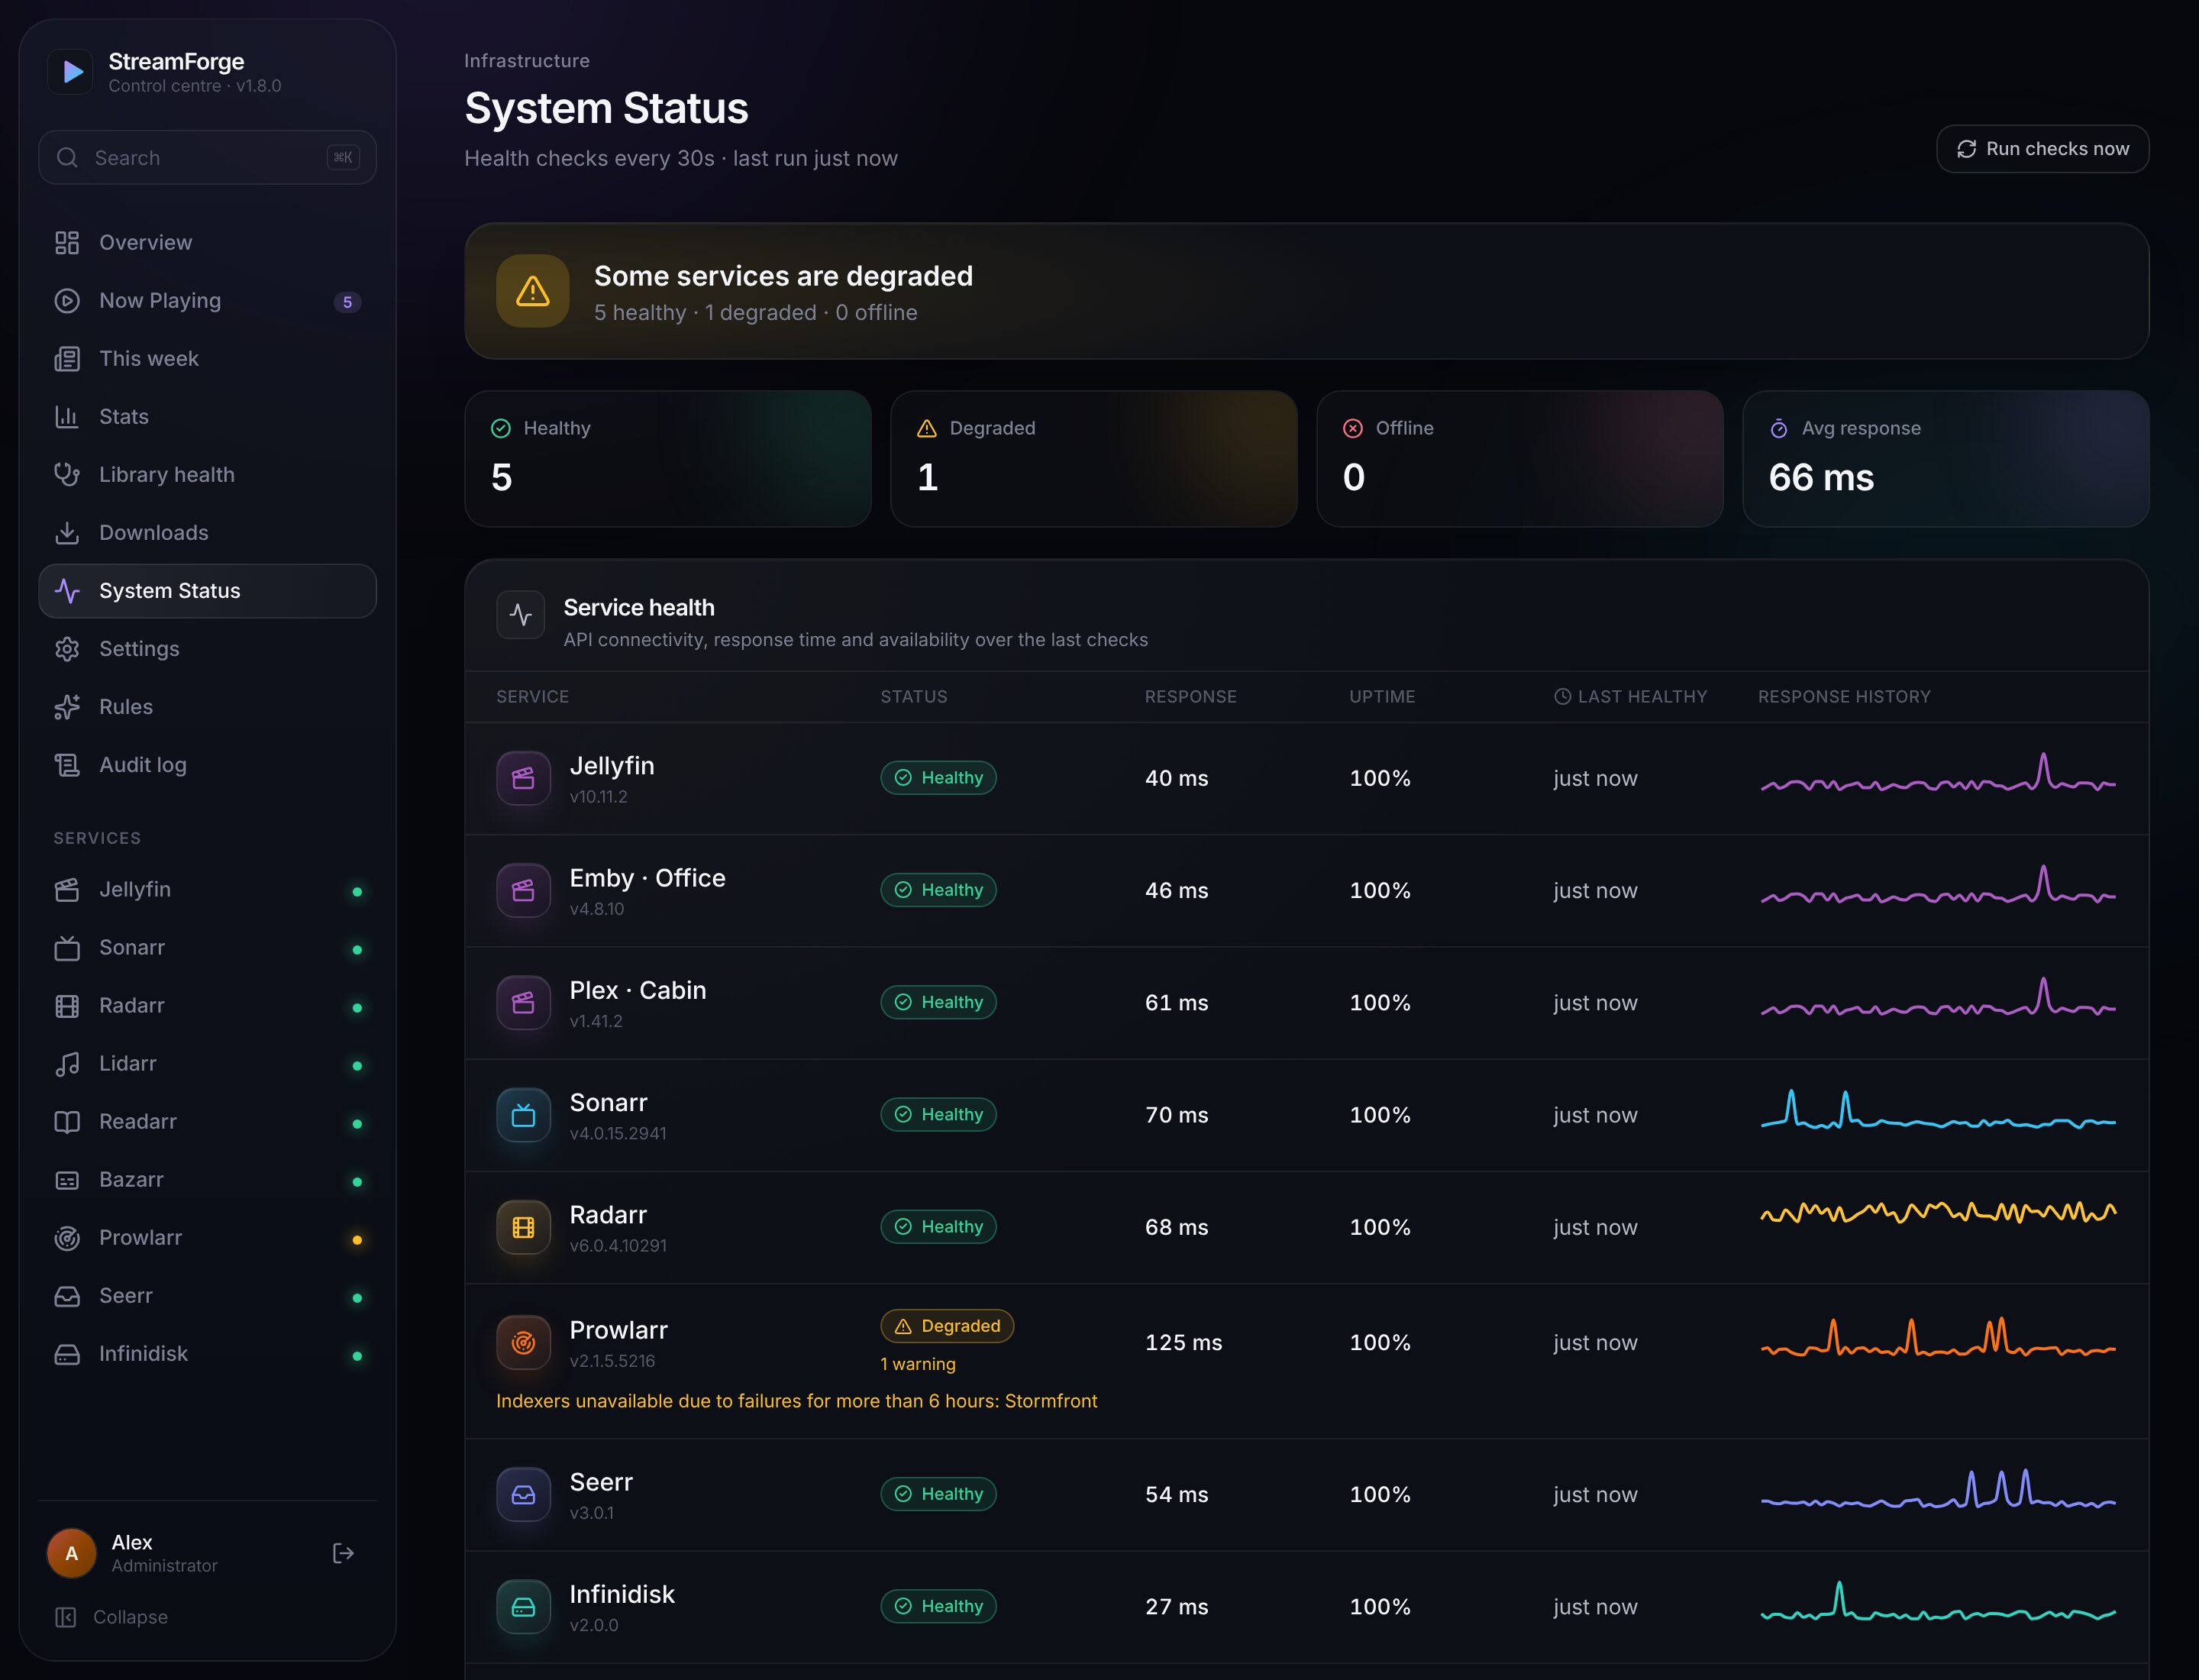 StreamForge
Control centre · v1.8.0
Search ⌘K
Overview
Now Playing 5
This week
Stats
Library health
Downloads
System Status
Settings
Rules
Audit log
SERVICES
Jellyfin
Sonarr
Radarr
Lidarr
Readarr
Bazarr
Prowlarr
Seerr
Infinidisk
A
Alex
Administrator
Collapse
Infrastructure
System Status
Health checks every 30s · last run just now
Run checks now
Some services are degraded
5 healthy · 1 degraded · 0 offline
Healthy
5
Degraded
1
Offline
0
Avg response
66 ms
Service health
API connectivity, response time and availability over the last checks
SERVICE STATUS RESPONSE UPTIME LAST HEALTHY RESPONSE HISTORY
Jellyfin
v10.11.2
Healthy 40 ms 100% just now
Emby · Office
v4.8.10
Healthy 46 ms 100% just now
Plex · Cabin
v1.41.2
Healthy 61 ms 100% just now
Sonarr
v4.0.15.2941
Healthy 70 ms 100% just now
Radarr
v6.0.4.10291
Healthy 68 ms 100% just now
Prowlarr
v2.1.5.5216
Degraded
1 warning
125 ms 100% just now
Indexers unavailable due to failures for more than 6 hours: Stormfront
Seerr
v3.0.1
Healthy 54 ms 100% just now
Infinidisk
v2.0.0
Healthy 27 ms 100% just now